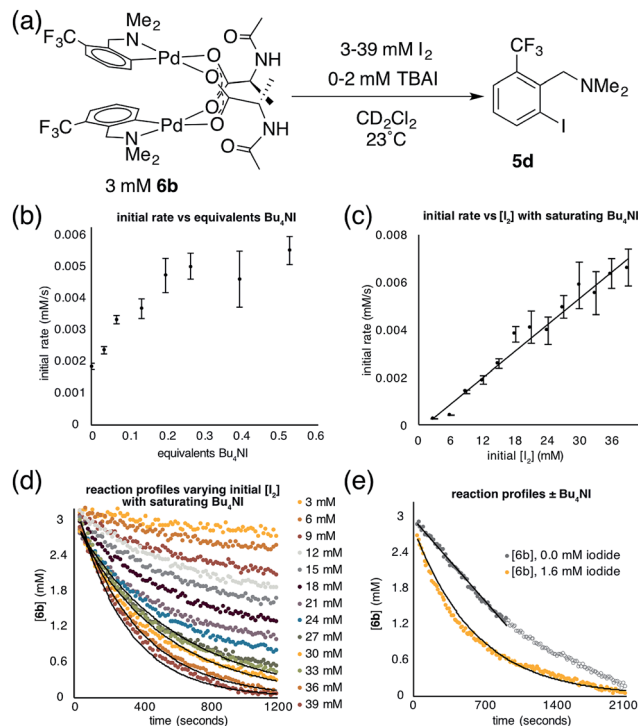 (a)
Me₂
N
F₃C
Pd
O
O
O
O
NH
O
Pd
F₃C
N
Me₂
NH
O
3 mM 6b
3-39 mM I₂
0-2 mM TBAI
CD₂Cl₂
23°C
CF₃
NMe₂
I
5d
(b)
initial rate vs equivalents Bu₄NI
initial rate (mM/s)
0.006
0.005
0.004
0.003
0.002
0.001
0
0 0.1 0.2 0.3 0.4 0.5 0.6
equivalents Bu₄NI
(c)
initial rate vs [I₂] with saturating Bu₄NI
initial rate (mM/s)
0.008
0.006
0.004
0.002
0
0 6 12 18 24 30 36
initial [I₂] (mM)
(d)
reaction profiles varying initial [I₂]
with saturating Bu₄NI
[6b] (mM)
3
2.4
1.8
1.2
0.6
0
0 400 800 1200
time (seconds)
3 mM
6 mM
9 mM
12 mM
15 mM
18 mM
21 mM
24 mM
27 mM
30 mM
33 mM
36 mM
39 mM
(e)
reaction profiles ± Bu₄NI
[6b] (mM)
3
2.4
1.8
1.2
0.6
0
0 700 1400 2100
time (seconds)
[6b], 0.0 mM iodide
[6b], 1.6 mM iodide